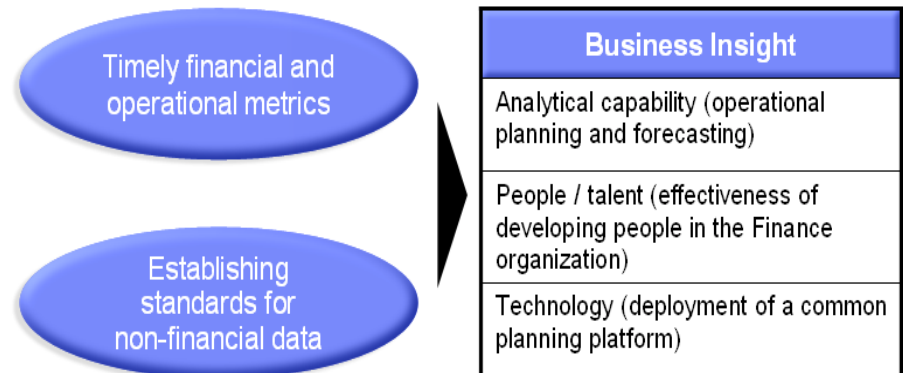 Timely financial and
operational metrics
Establishing
standards for
non-financial data
Business Insight
Analytical capability (operational
planning and forecasting)
People / talent (effectiveness of
developing people in the Finance
organization)
Technology (deployment of a common
planning platform)